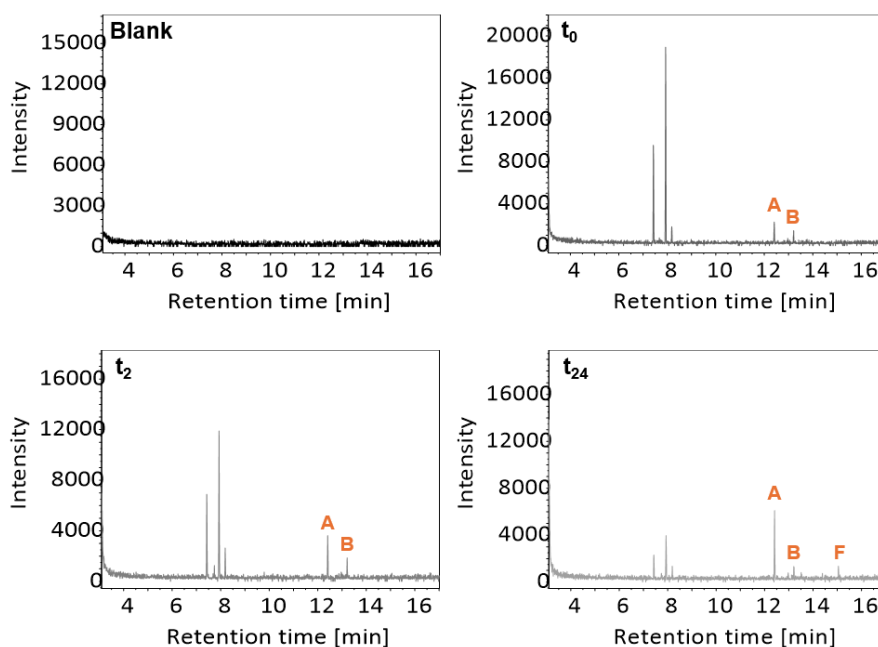 Blank
Intensity
15000
12000
9000
6000
3000
0
4 6 8 10 12 14 16
Retention time [min]
t0
Intensity
20000
16000
12000
8000
4000
0
A
B
4 6 8 10 12 14 16
Retention time [min]
t2
Intensity
16000
12000
8000
4000
0
A
B
4 6 8 10 12 14 16
Retention time [min]
t24
Intensity
16000
12000
8000
4000
0
A
B
F
4 6 8 10 12 14 16
Retention time [min]